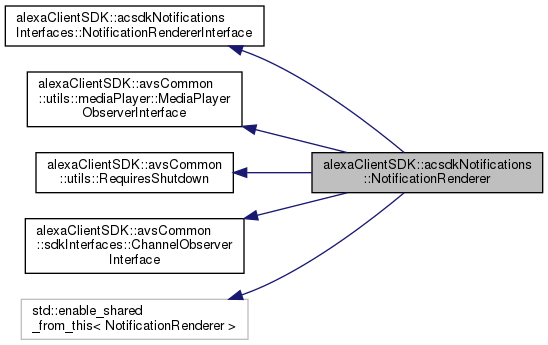 alexaClientSDK::acsdkNotifications
Interfaces::NotificationRendererInterface
alexaClientSDK::avsCommon
::utils::mediaPlayer::MediaPlayer
ObserverInterface
alexaClientSDK::avsCommon
::utils::RequiresShutdown
alexaClientSDK::avsCommon
::sdkInterfaces::ChannelObserver
Interface
std::enable_shared
_from_this< NotificationRenderer >
alexaClientSDK::acsdkNotifications
::NotificationRenderer